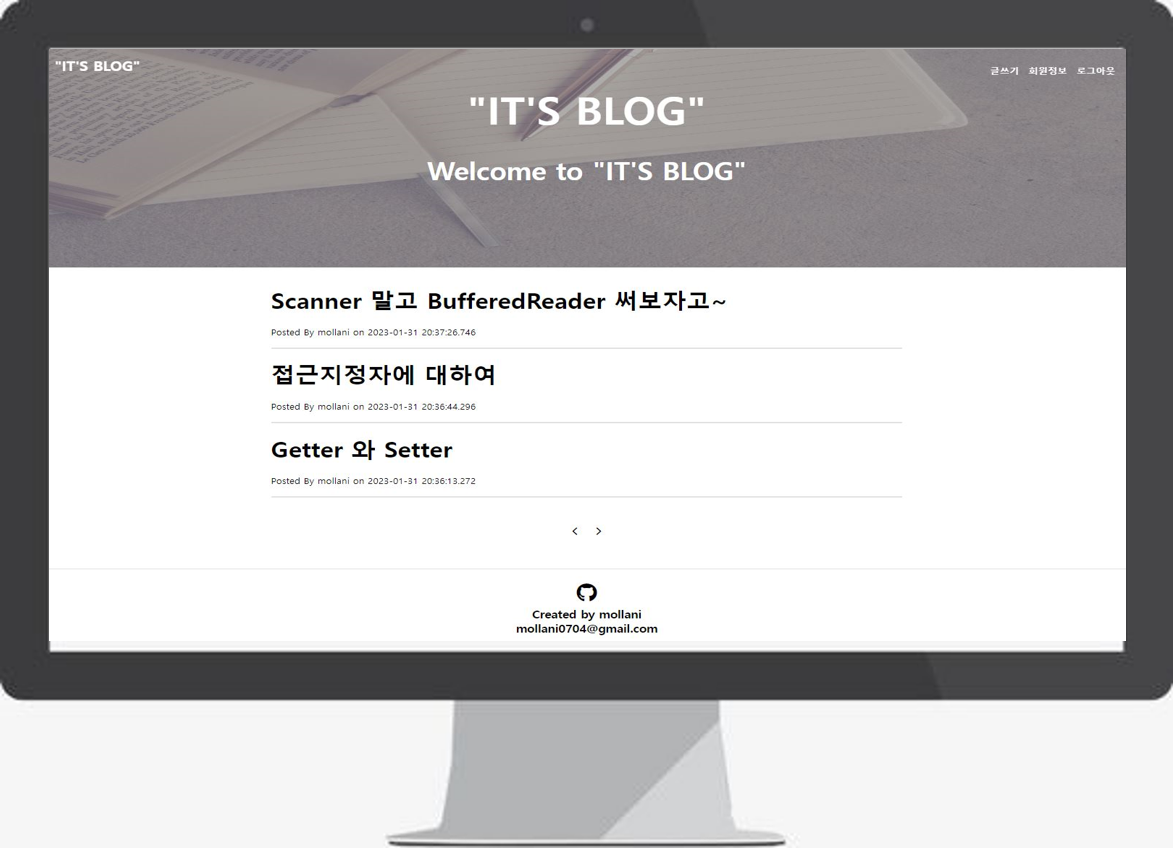 "IT'S BLOG"
글쓰기 회원정보 로그아웃
"IT'S BLOG"
Welcome to "IT'S BLOG"
Scanner 말고 BufferedReader 써보자고~
Posted By mollani on 2023-01-31 20:37:26.746
접근지정자에 대하여
Posted By mollani on 2023-01-31 20:36:44.296
Getter 와 Setter
Posted By mollani on 2023-01-31 20:36:13.272
< >
Created by mollani
mollani0704@gmail.com